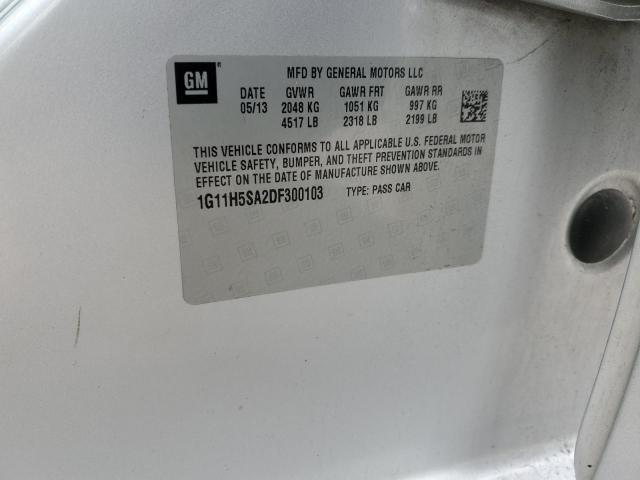 GM
MFD BY GENERAL MOTORS LLC
DATE GVWR GAWR FRT GAWR RR
05/13 2048 KG 1051 KG 997 KG
4517 LB 2318 LB 2199 LB
THIS VEHICLE CONFORMS TO ALL APPLICABLE U.S. FEDERAL MOTOR
VEHICLE SAFETY, BUMPER, AND THEFT PREVENTION STANDARDS IN
EFFECT ON THE DATE OF MANUFACTURE SHOWN ABOVE.
1G11H5SA2DF300103 TYPE: PASS CAR